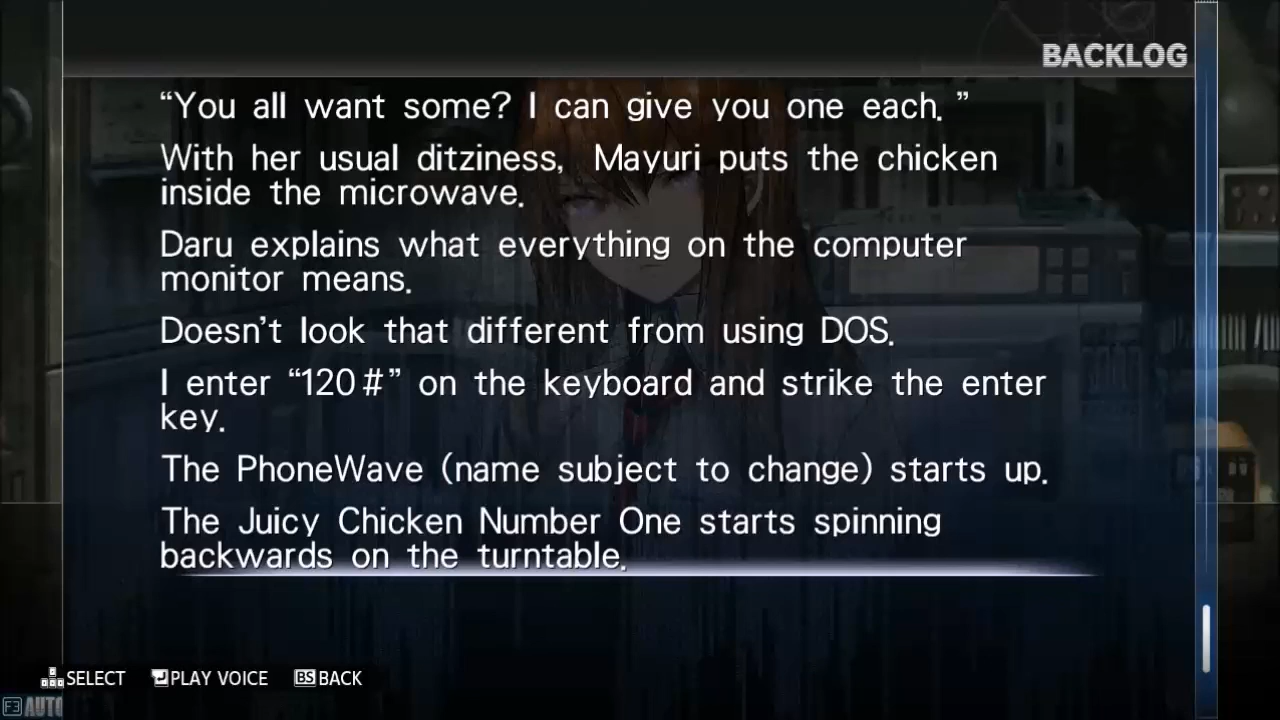 BACKLOG
“You all want some? I can give you one each.”
With her usual ditziness, Mayuri puts the chicken
inside the microwave.
Daru explains what everything on the computer
monitor means.
Doesn’t look that different from using DOS.
I enter “120#” on the keyboard and strike the enter
key.
The PhoneWave (name subject to change) starts up.
The Juicy Chicken Number One starts spinning
backwards on the turntable.
SELECT PLAY VOICE BS BACK
F3 AUTO